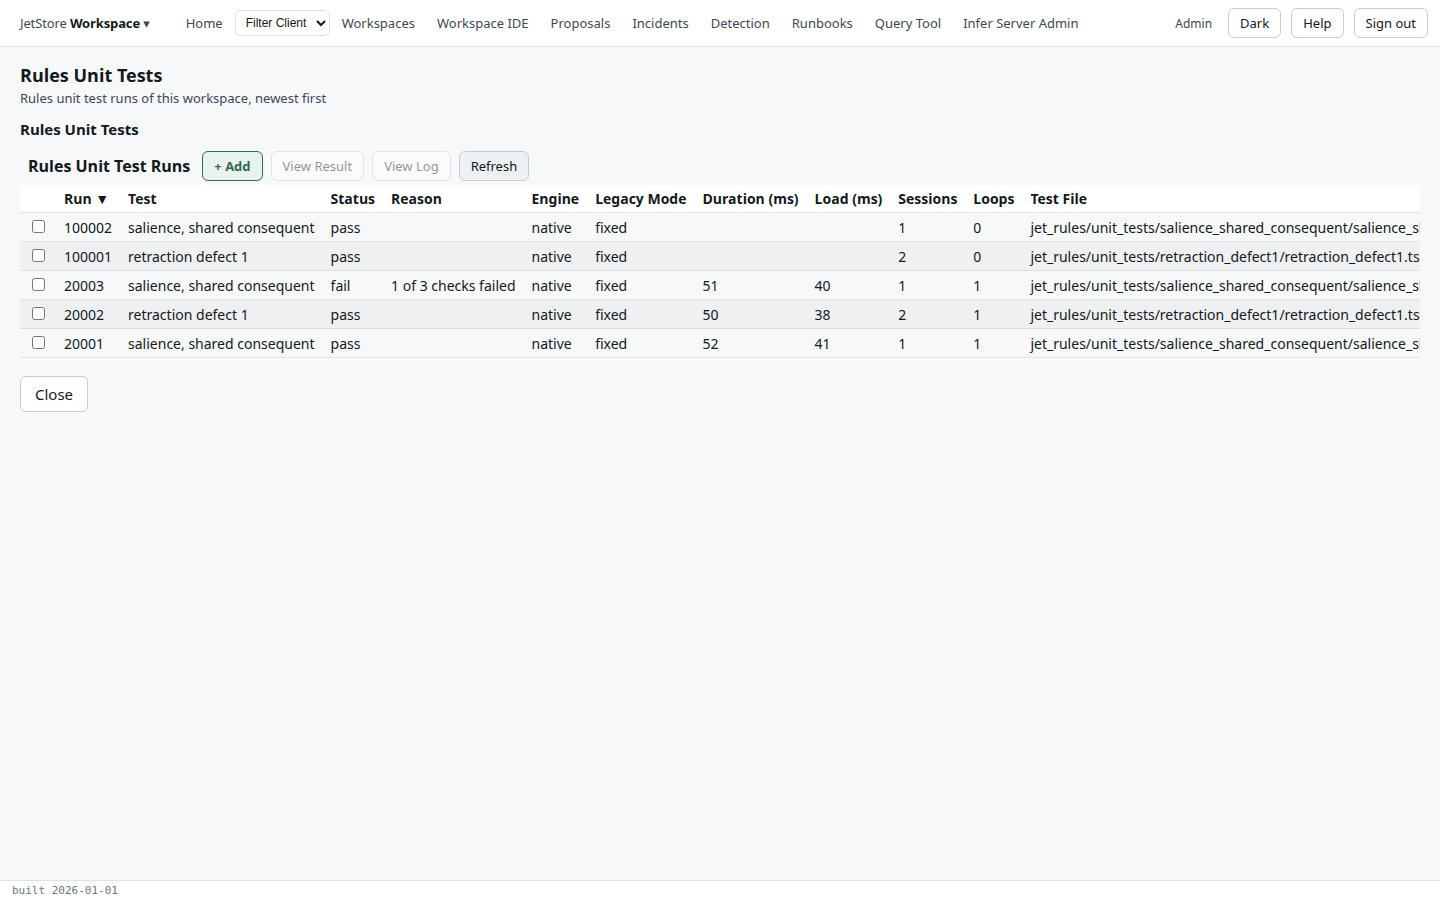 JetStore Workspace ▾ Home Filter Client Workspaces Workspace IDE Proposals Incidents Detection Runbooks Query Tool Infer Server Admin Admin Dark Help Sign out
Rules Unit Tests
Rules unit test runs of this workspace, newest first
Rules Unit Tests
Rules Unit Test Runs + Add View Result View Log Refresh
Run ▼ Test Status Reason Engine Legacy Mode Duration (ms) Load (ms) Sessions Loops Test File
100002 salience, shared consequent pass native fixed 1 0 jet_rules/unit_tests/salience_shared_consequent/salience_s
100001 retraction defect 1 pass native fixed 2 0 jet_rules/unit_tests/retraction_defect1/retraction_defect1.ts
20003 salience, shared consequent fail 1 of 3 checks failed native fixed 51 40 1 1 jet_rules/unit_tests/salience_shared_consequent/salience_s
20002 retraction defect 1 pass native fixed 50 38 2 1 jet_rules/unit_tests/retraction_defect1/retraction_defect1.ts
20001 salience, shared consequent pass native fixed 52 41 1 1 jet_rules/unit_tests/salience_shared_consequent/salience_s
Close
built 2026-01-01